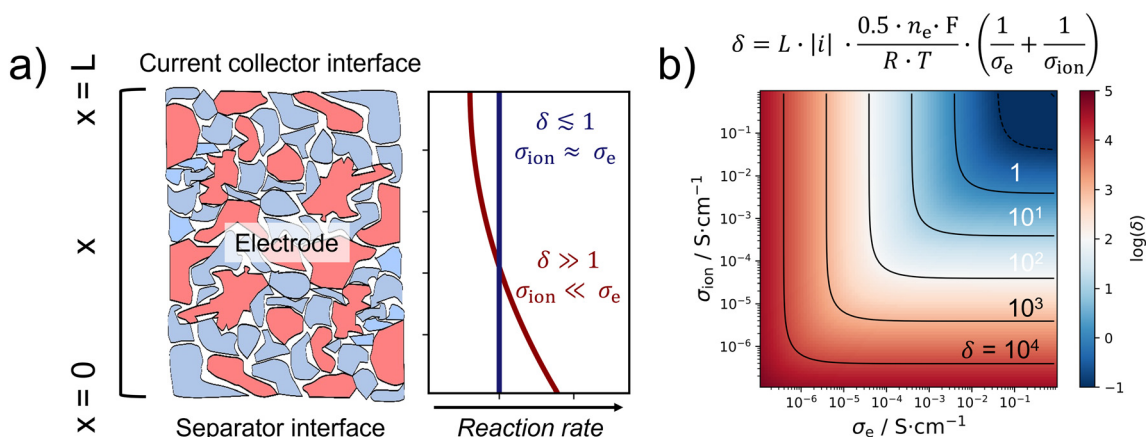 a)
x = L
x
x = 0
Current collector interface
Electrode
Separator interface
δ ≲ 1
σion ≈ σe
δ ≫ 1
σion ≪ σe
Reaction rate
b)
δ = L · |i| · 0.5 · ne · F / R · T · (1/σe + 1/σion)
σion / S·cm⁻¹
10⁻¹
10⁻²
10⁻³
10⁻⁴
10⁻⁵
10⁻⁶
1
10¹
10²
10³
δ = 10⁴
10⁻⁶ 10⁻⁵ 10⁻⁴ 10⁻³ 10⁻² 10⁻¹
σe / S·cm⁻¹
5
4
3
2
1
0
−1
log(δ)